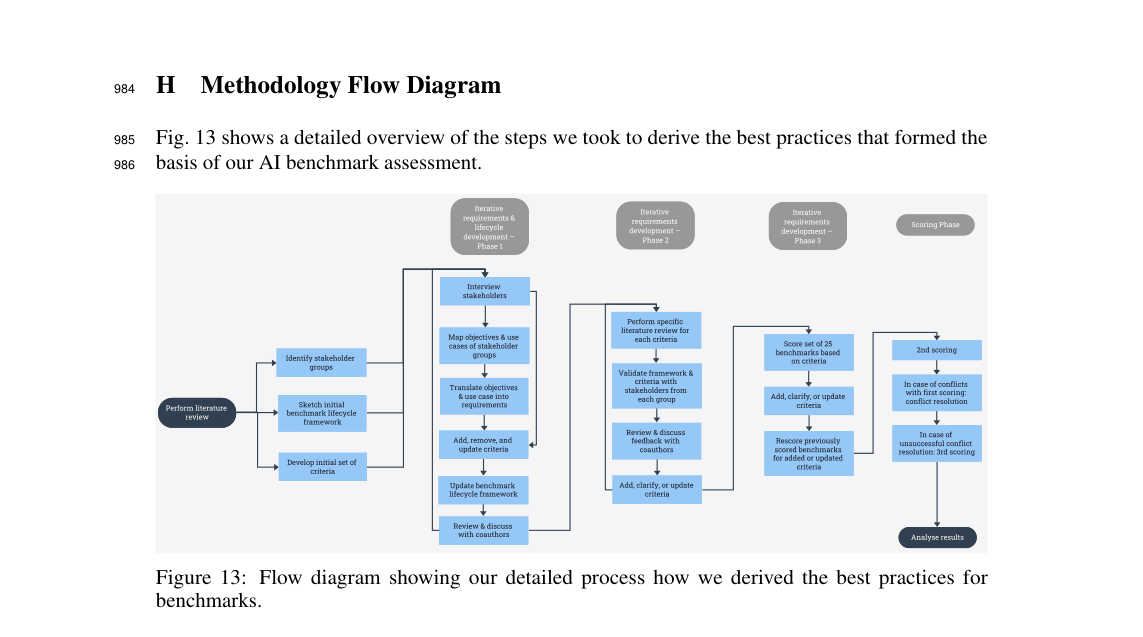 984 H Methodology Flow Diagram
985 Fig. 13 shows a detailed overview of the steps we took to derive the best practices that formed the
986 basis of our AI benchmark assessment.
Perform literature
review
Identify stakeholder
groups
Sketch initial
benchmark lifecycle
framework
Develop initial set of
criteria
Iterative
requirements &
lifecycle
development –
Phase 1
Interview
stakeholders
Map objectives & use
cases of stakeholder
groups
Translate objectives
& use case into
requirements
Add, remove, and
update criteria
Update benchmark
lifecycle framework
Review & discuss
with coauthors
Iterative
requirements
development –
Phase 2
Perform specific
literature review for
each criteria
Validate framework &
criteria with
stakeholders from
each group
Review & discuss
feedback with
coauthors
Add, clarify, or update
criteria
Iterative
requirements
development –
Phase 3
Score set of 25
benchmarks based
on criteria
Add, clarify, or update
criteria
Rescore previously
scored benchmarks
for added or updated
criteria
Scoring Phase
2nd scoring
In case of conflicts
with first scoring:
conflict resolution
In case of
unsuccessful conflict
resolution: 3rd scoring
Analyse results
Figure 13: Flow diagram showing our detailed process how we derived the best practices for
benchmarks.